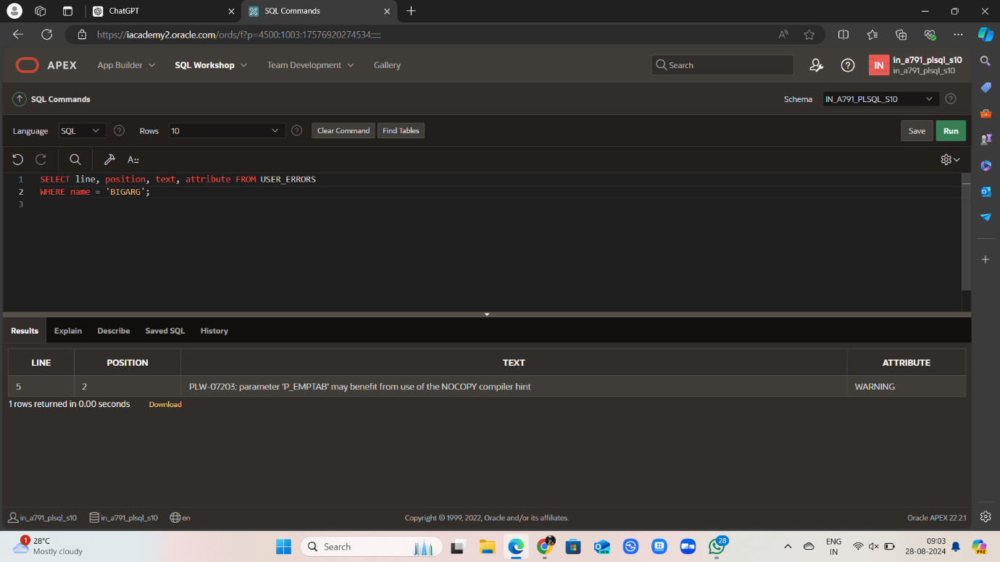 ChatGPT
SQL Commands
https://iacademy2.oracle.com/ords/f?p=4500:1003:17576920274534:::::
APEX
App Builder
SQL Workshop
Team Development
Gallery
Search
IN
in_a791_plsql_s10
in_a791_plsql_s10
SQL Commands
Schema
IN_A791_PLSQL_S10
Language
SQL
Rows
10
Clear Command
Find Tables
Save
Run
A::
1 SELECT line, position, text, attribute FROM USER_ERRORS
2 WHERE name = 'BIGARG';
3
Results
Explain
Describe
Saved SQL
History
LINE POSITION TEXT ATTRIBUTE
5 2 PLW-07203: parameter 'P_EMPTAB' may benefit from use of the NOCOPY compiler hint WARNING
1 rows returned in 0.00 seconds
Download
in_a791_plsql_s10
in_a791_plsql_s10
en
Copyright © 1999, 2022, Oracle and/or its affiliates.
Oracle APEX 22.2.1
1
28°C
Mostly cloudy
Search
NEW
28
ENG
IN
09:03
28-08-2024
PRE